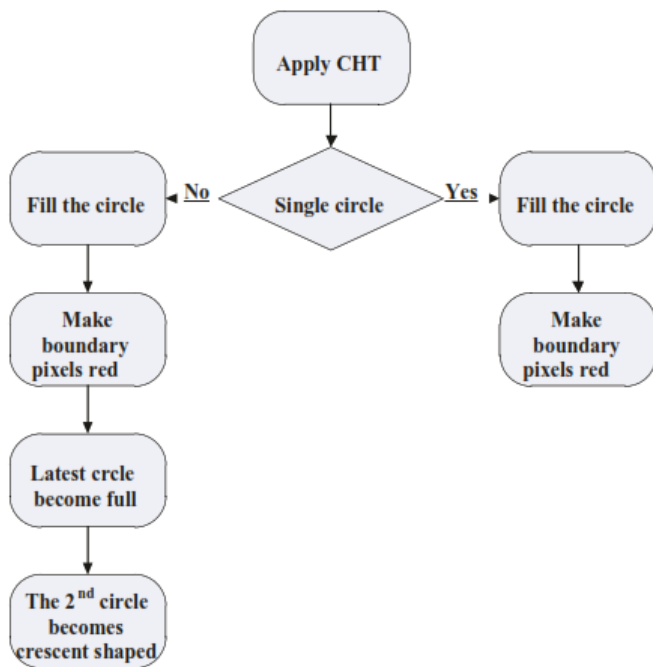 Apply CHT
Single circle
No
Yes
Fill the circle
Make
boundary
pixels red
Latest crcle
become full
The 2nd circle
becomes
crescent shaped
Fill the circle
Make
boundary
pixels red